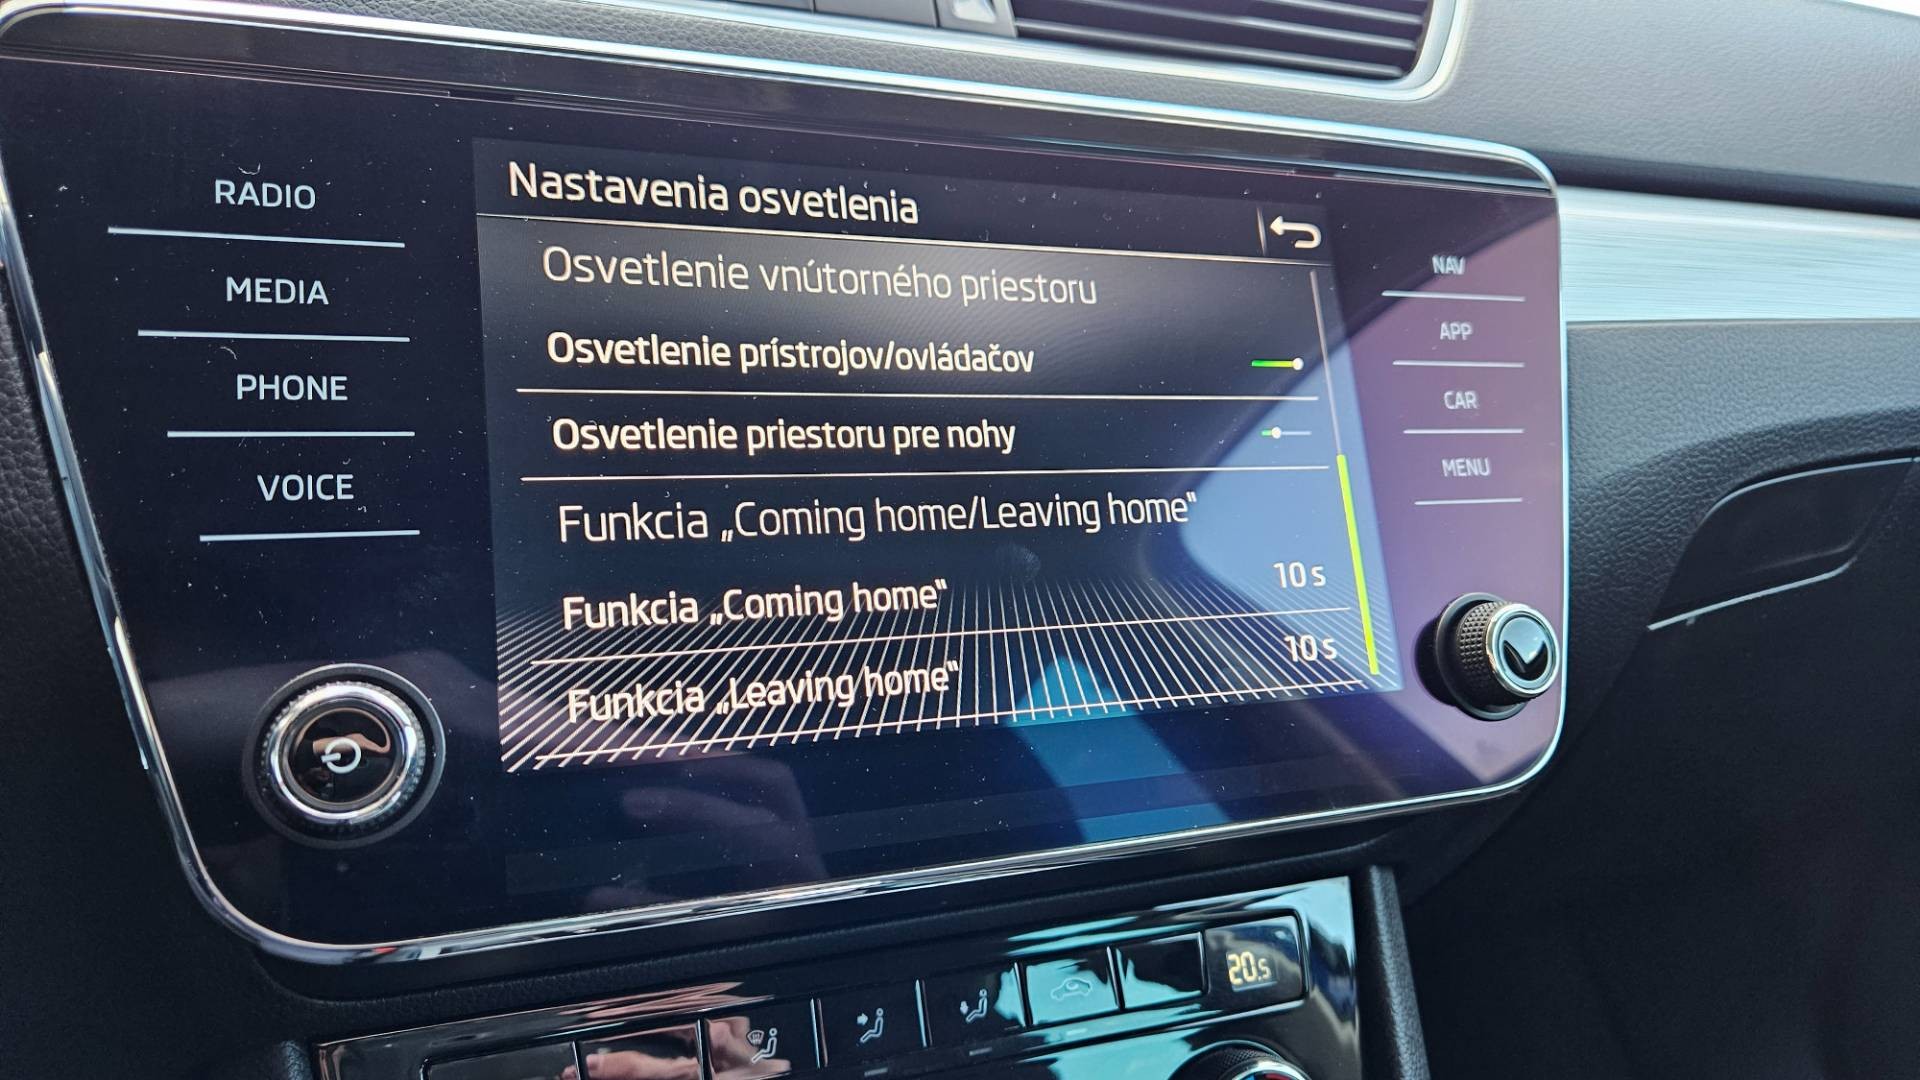 RADIO
MEDIA
PHONE
VOICE
Nastavenia osvetlenia
Osvetlenie vnútorného priestoru
Osvetlenie prístrojov/ovládačov
Osvetlenie priestoru pre nohy
Funkcia „Coming home/Leaving home“
Funkcia „Coming home“ 10 s
Funkcia „Leaving home“ 10 s
NAV
APP
CAR
MENU
20.5